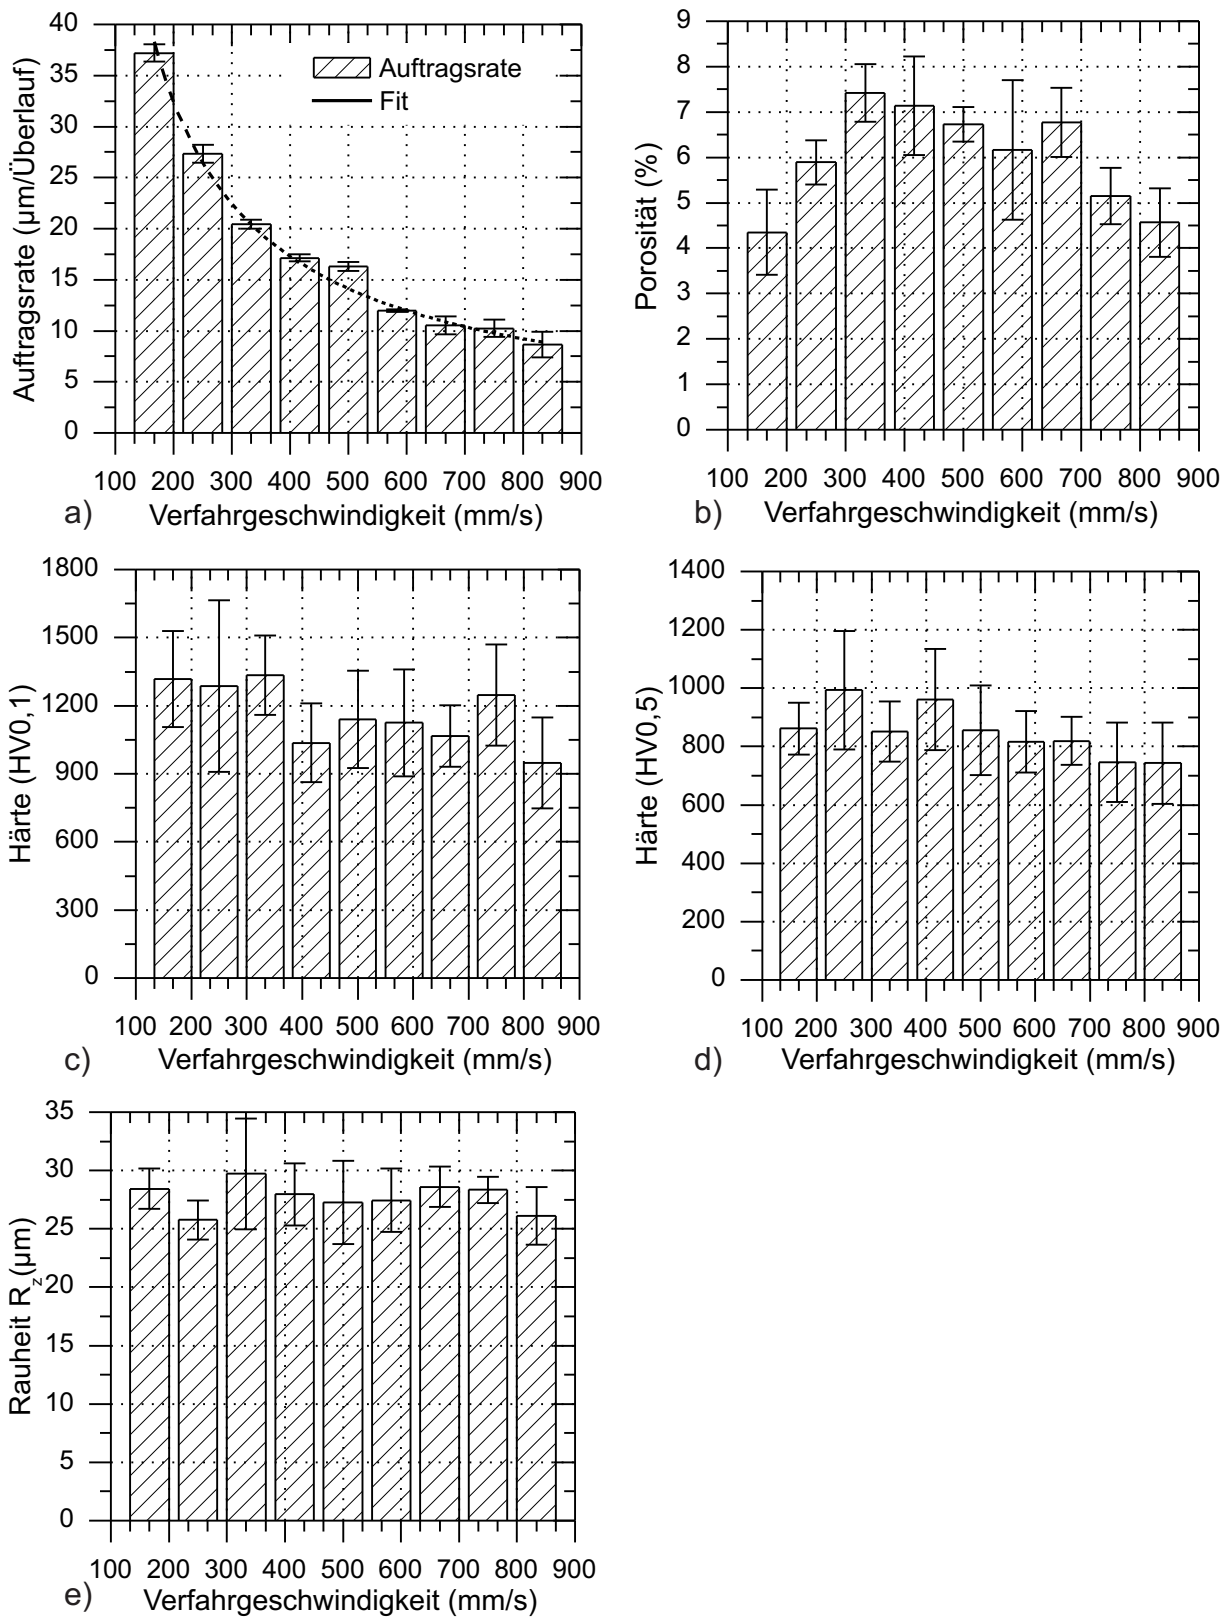 40
35
30
25
20
15
10
5
0
Auftragsrate (µm/Überlauf)
Auftragsrate
Fit
100 200 300 400 500 600 700 800 900
a) Verfahrgeschwindigkeit (mm/s)
9
8
7
6
5
4
3
2
1
0
Porosität (%)
100 200 300 400 500 600 700 800 900
b) Verfahrgeschwindigkeit (mm/s)
1800
1500
1200
900
600
300
0
Härte (HV0,1)
100 200 300 400 500 600 700 800 900
c) Verfahrgeschwindigkeit (mm/s)
1400
1200
1000
800
600
400
200
0
Härte (HV0,5)
100 200 300 400 500 600 700 800 900
d) Verfahrgeschwindigkeit (mm/s)
35
30
25
20
15
10
5
0
Rauheit Rz(µm)
100 200 300 400 500 600 700 800 900
e) Verfahrgeschwindigkeit (mm/s)